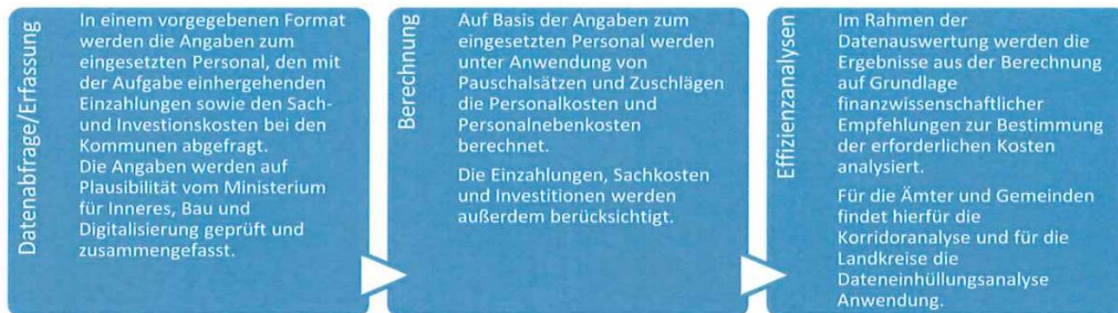 Datenabfrage/Erfassung
In einem vorgegebenen Format
werden die Angaben zum
eingesetzten Personal, den mit
der Aufgabe einhergehenden
Einzahlungen sowie den Sach-
und Investionskosten bei den
Kommunen abgefragt.
Die Angaben werden auf
Plausibilität vom Ministerium
für Inneres, Bau und
Digitalisierung geprüft und
zusammengefasst.
Berechnung
Auf Basis der Angaben zum
eingesetzten Personal werden
unter Anwendung von
Pauschalsätzen und Zuschlägen
die Personalkosten und
Personalnebenkosten
berechnet.
Die Einzahlungen, Sachkosten
und Investitionen werden
außerdem berücksichtigt.
Effizienzanalysen
Im Rahmen der
Datenauswertung werden die
Ergebnisse aus der Berechnung
auf Grundlage
finanzwissenschaftlicher
Empfehlungen zur Bestimmung
der erforderlichen Kosten
analysiert.
Für die Ämter und Gemeinden
findet hierfür die
Korridoranalyse und für die
Landkreise die
Dateneinhüllungsanalyse
Anwendung.